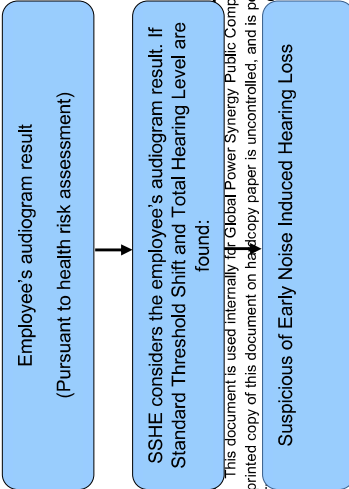 Employee's audiogram result
(Pursuant to health risk assessment)
SSHE considers the employee's audiogram result. If
Standard Threshold Shift and Total Hearing Level are
found:
This document is used internally for Global Power Synergy Public Comp
printed copy of this document on hardcopy paper is uncontrolled, and is
Suspicious of Early Noise Induced Hearing Loss